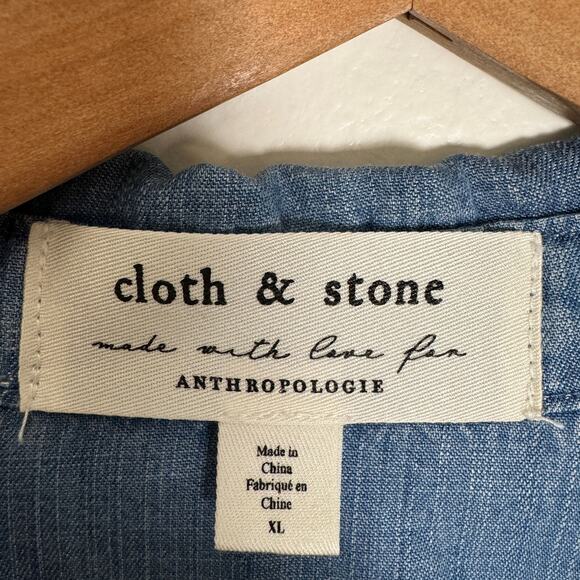 cloth & stone
made with love for
ANTHROPOLOGIE
Made in
China
Fabriqué en
Chine
XL